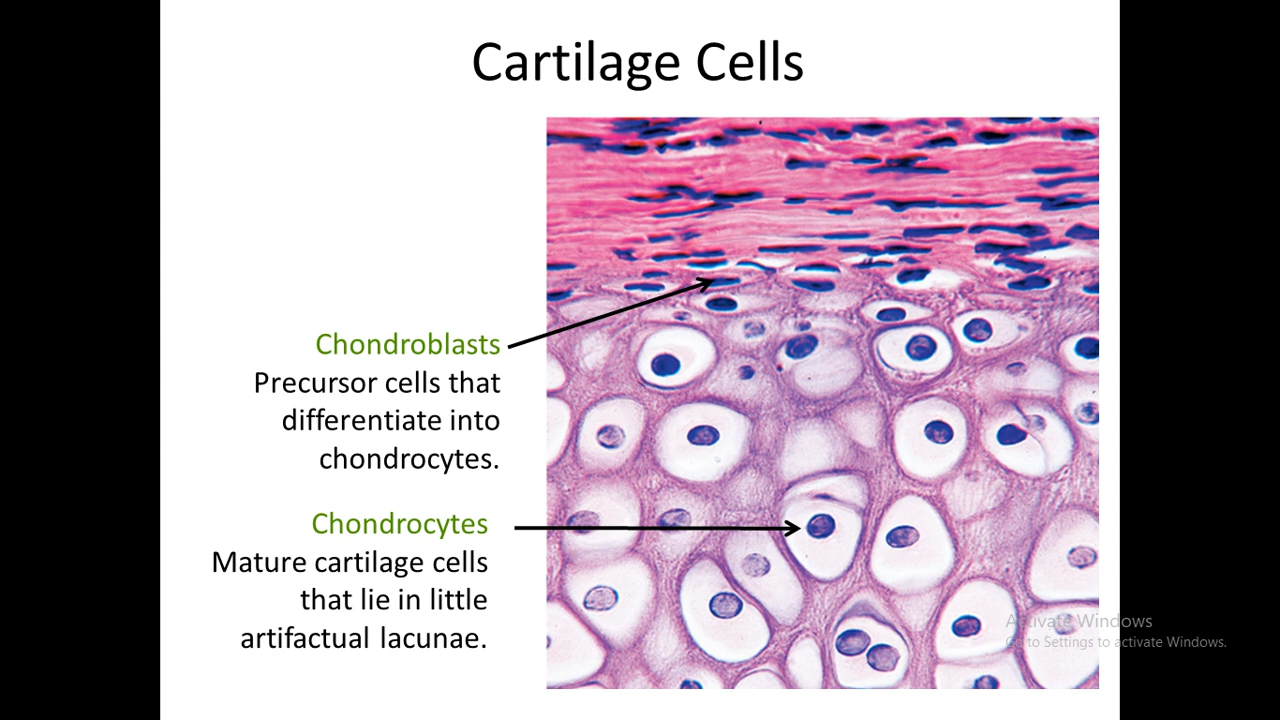 Cartilage Cells
Chondroblasts
Precursor cells that
differentiate into
chondrocytes.
Chondrocytes
Mature cartilage cells
that lie in little
artifactual lacunae.
Activate Windows
Go to Settings to activate Windows.